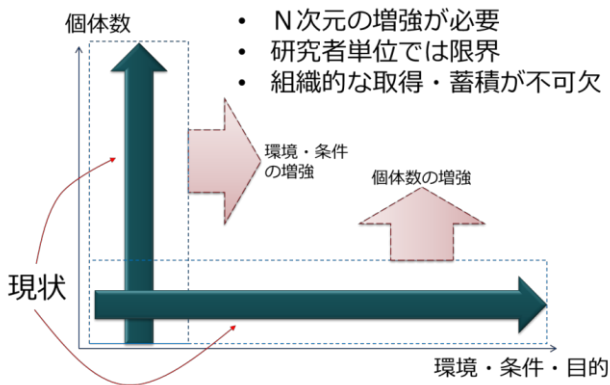 個体数
• N次元の増強が必要
• 研究者単位では限界
• 組織的な取得・蓄積が不可欠
環境・条件
の増強
個体数の増強
現状
環境・条件・目的